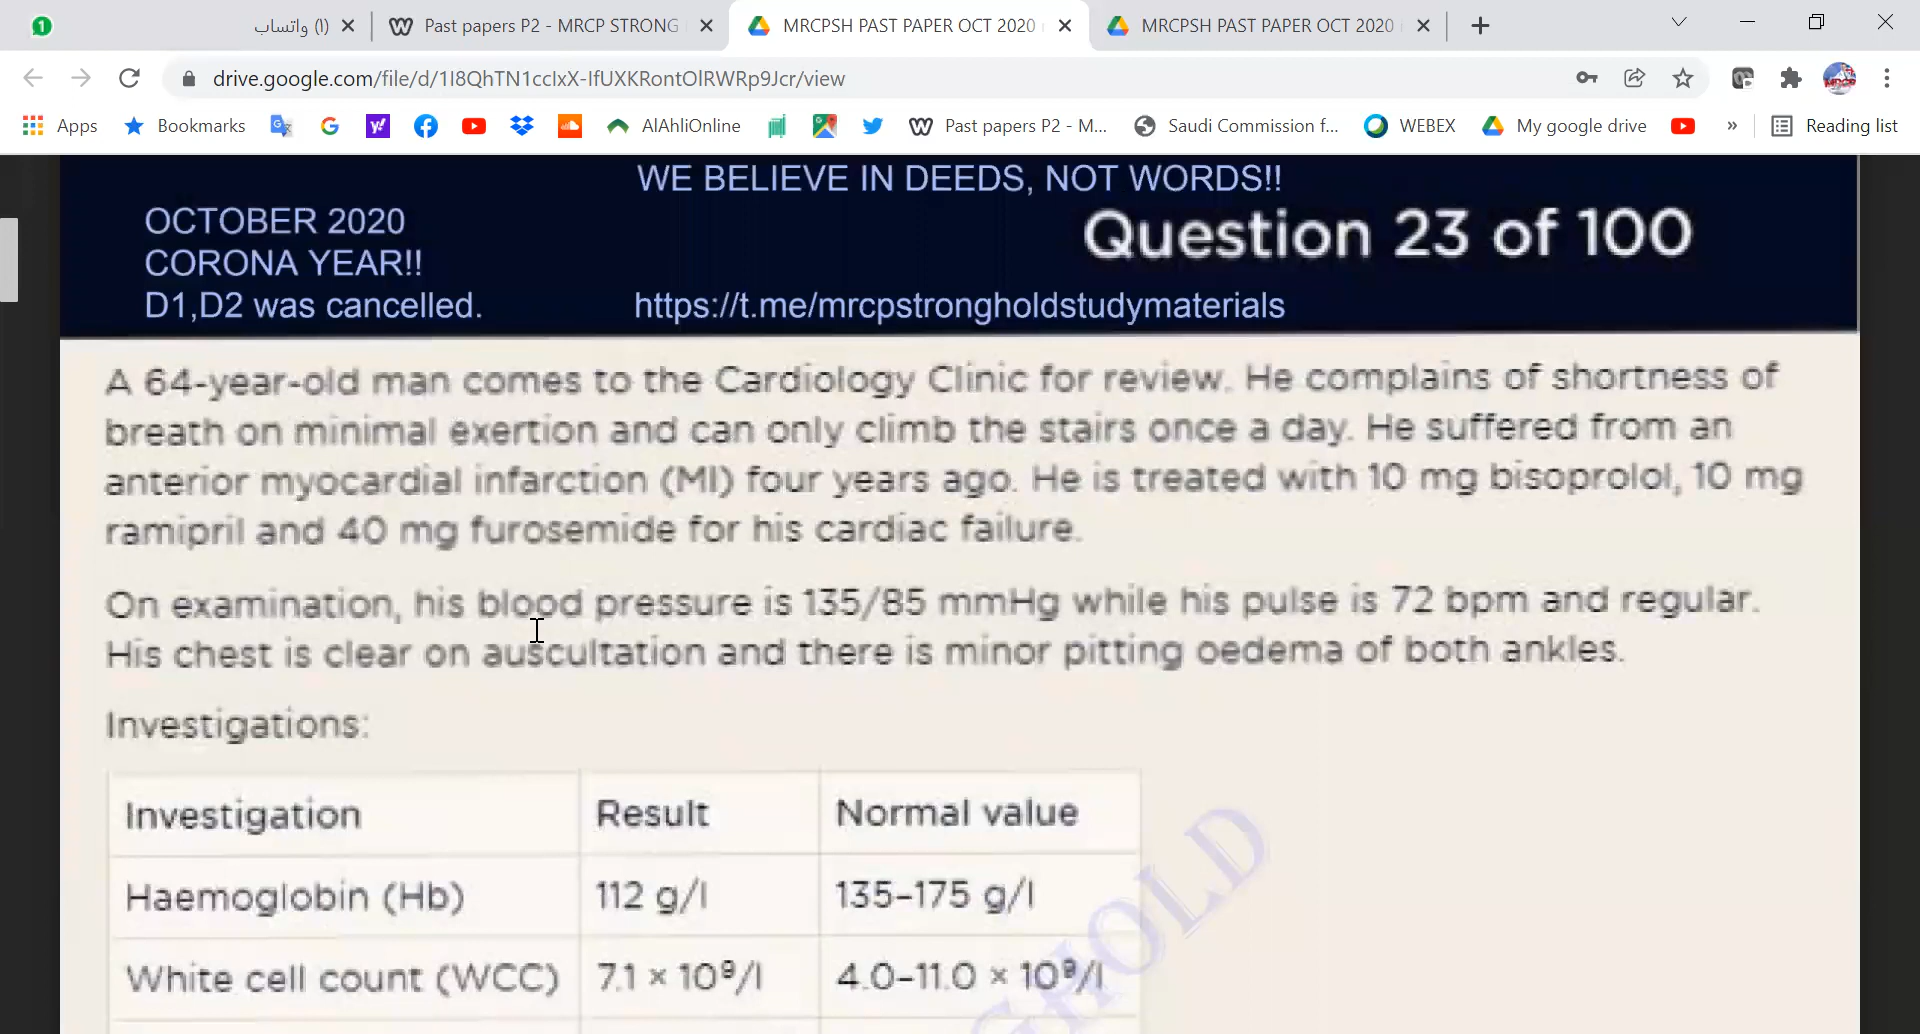 (۱) واتساب
Past papers P2 - MRCP STRONG
MRCPSH PAST PAPER OCT 2020
MRCPSH PAST PAPER OCT 2020
drive.google.com/file/d/1I8QhTN1ccIxX-IfUXKRontOlRWRp9Jcr/view
Apps
Bookmarks
AlAhliOnline
Past papers P2 - M...
Saudi Commission f...
WEBEX
My google drive
»
Reading list
WE BELIEVE IN DEEDS, NOT WORDS!!
OCTOBER 2020
CORONA YEAR!!
D1,D2 was cancelled.
Question 23 of 100
https://t.me/mrcpstrongholdstudymaterials
A 64-year-old man comes to the Cardiology Clinic for review. He complains of shortness of
breath on minimal exertion and can only climb the stairs once a day. He suffered from an
anterior myocardial infarction (MI) four years ago. He is treated with 10 mg bisoprolol, 10 mg
ramipril and 40 mg furosemide for his cardiac failure.
On examination, his blood pressure is 135/85 mmHg while his pulse is 72 bpm and regular.
His chest is clear on auscultation and there is minor pitting oedema of both ankles.
Investigations:
Investigation Result Normal value
Haemoglobin (Hb) 112 g/l 135–175 g/l
White cell count (WCC) 7.1 × 10⁹/l 4.0–11.0 × 10⁹/l
GHOLD